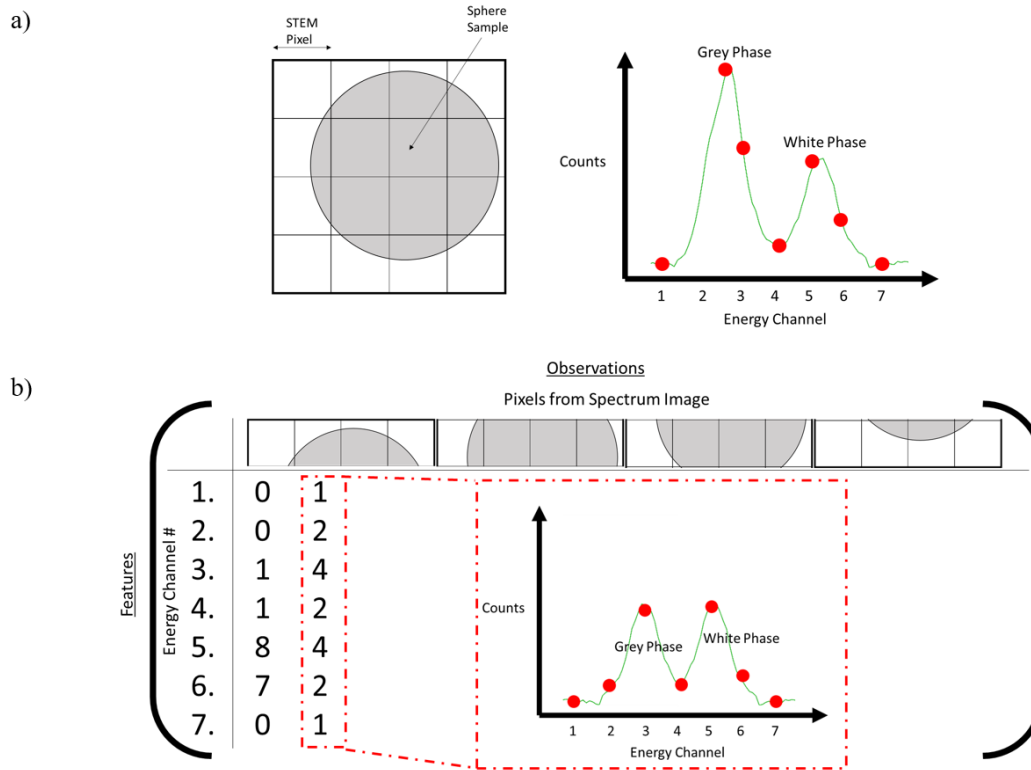 a)
STEM
Pixel
Sphere
Sample
Grey Phase
White Phase
Counts
1 2 3 4 5 6 7
Energy Channel
b)
Observations
Pixels from Spectrum Image
Features
Energy Channel #
1. 0 1
2. 0 2
3. 1 4
4. 1 2
5. 8 4
6. 7 2
7. 0 1
Counts
Grey Phase
White Phase
1 2 3 4 5 6 7
Energy Channel